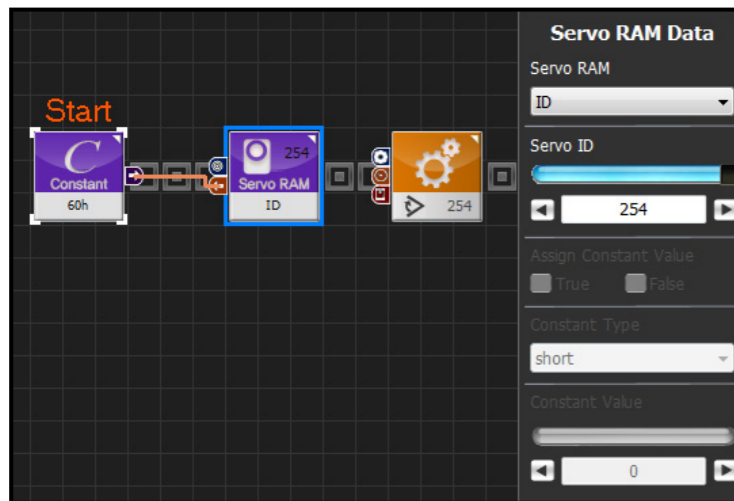 Start
C
Constant
60h
254
Servo RAM
ID
254
Servo RAM Data
Servo RAM
ID
Servo ID
254
Assign Constant Value
True
False
Constant Type
short
Constant Value
0